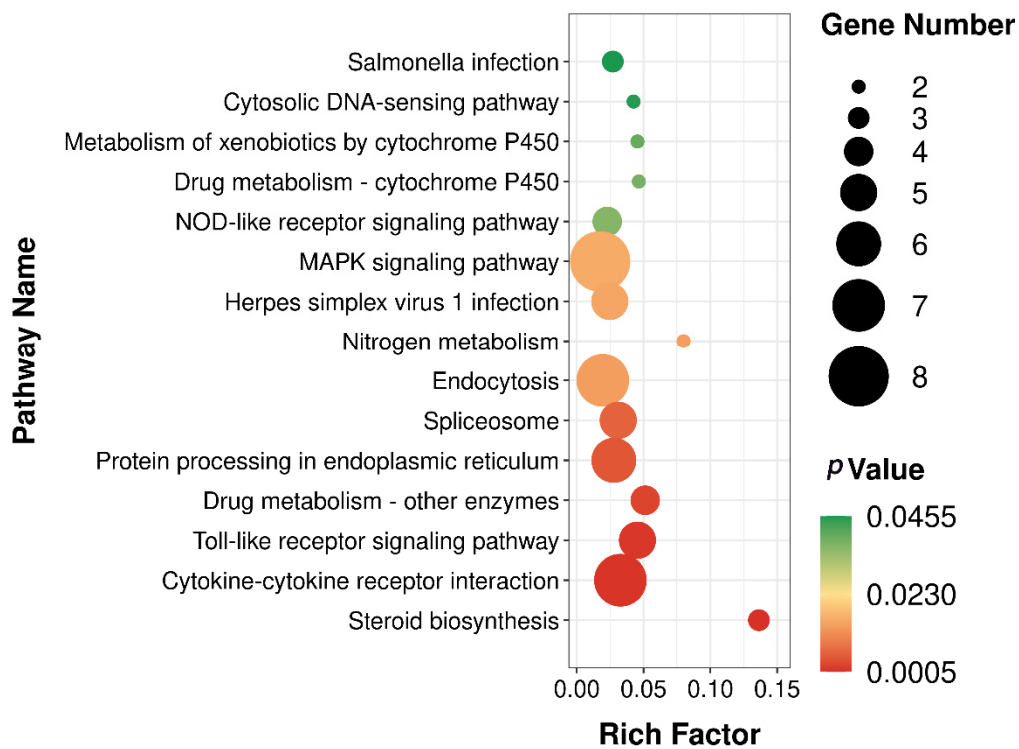 Pathway Name
Salmonella infection
Cytosolic DNA-sensing pathway
Metabolism of xenobiotics by cytochrome P450
Drug metabolism - cytochrome P450
NOD-like receptor signaling pathway
MAPK signaling pathway
Herpes simplex virus 1 infection
Nitrogen metabolism
Endocytosis
Spliceosome
Protein processing in endoplasmic reticulum
Drug metabolism - other enzymes
Toll-like receptor signaling pathway
Cytokine-cytokine receptor interaction
Steroid biosynthesis
0.00 0.05 0.10 0.15
Rich Factor
Gene Number
2
3
4
5
6
7
8
p Value
0.0455
0.0230
0.0005